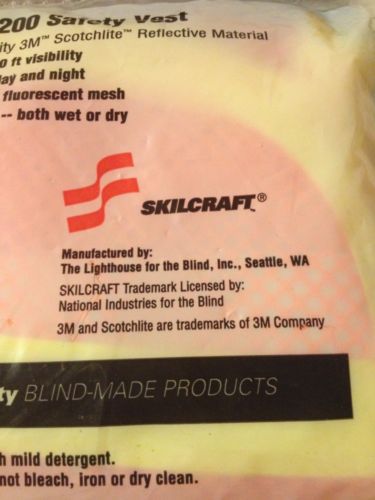 200 Safety Vest
ity 3M™ Scotchlite™ Reflective Material
0 ft visibility
lay and night
fluorescent mesh
-- both wet or dry
SKILCRAFT®
Manufactured by:
The Lighthouse for the Blind, Inc., Seattle, WA
SKILCRAFT Trademark Licensed by:
National Industries for the Blind
3M and Scotchlite are trademarks of 3M Company
ty BLIND-MADE PRODUCTS
h mild detergent.
not bleach, iron or dry clean.